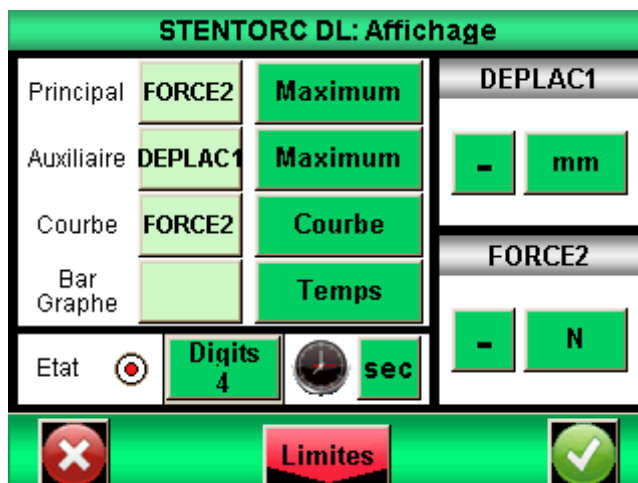 STENTORC DL: Affichage
Principal FORCE2 Maximum
Auxiliaire DEPLAC1 Maximum
Courbe FORCE2 Courbe
Bar
Graphe
Temps
Etat
Digits
4
sec
DEPLAC1
- mm
FORCE2
- N
Limites